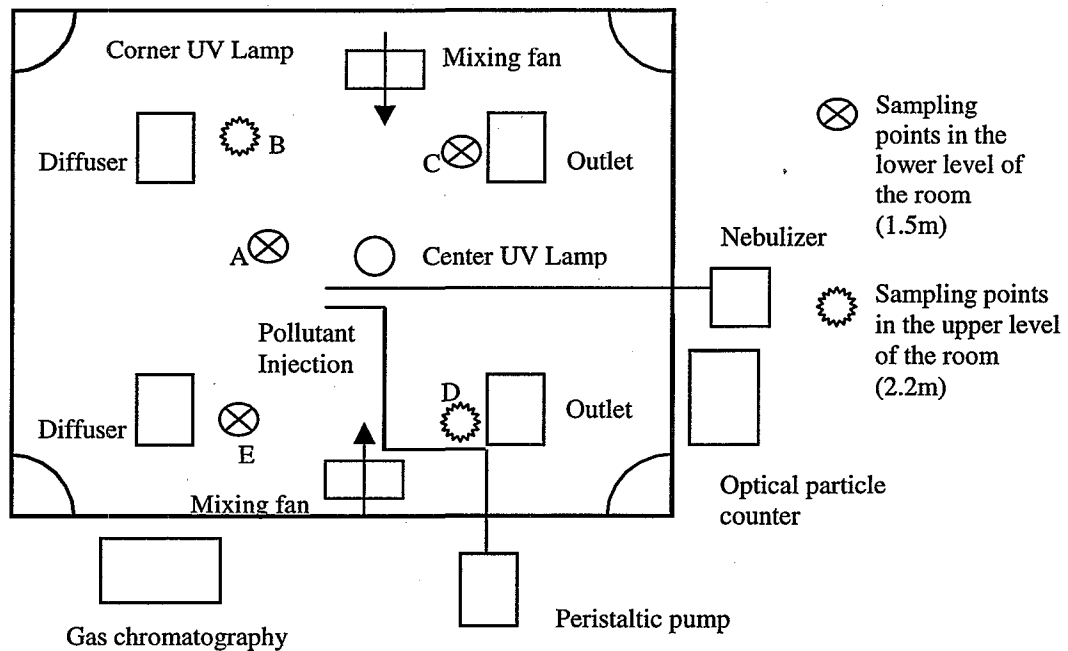 Corner UV Lamp
Mixing fan
Diffuser
B
C
Outlet
A
Center UV Lamp
Nebulizer
Pollutant
Injection
Diffuser
E
D
Outlet
Mixing fan
Optical particle
counter
Gas chromatography
Peristaltic pump
Sampling
points in the
lower level of
the room
(1.5m)
Sampling points
in the upper level
of the room
(2.2m)